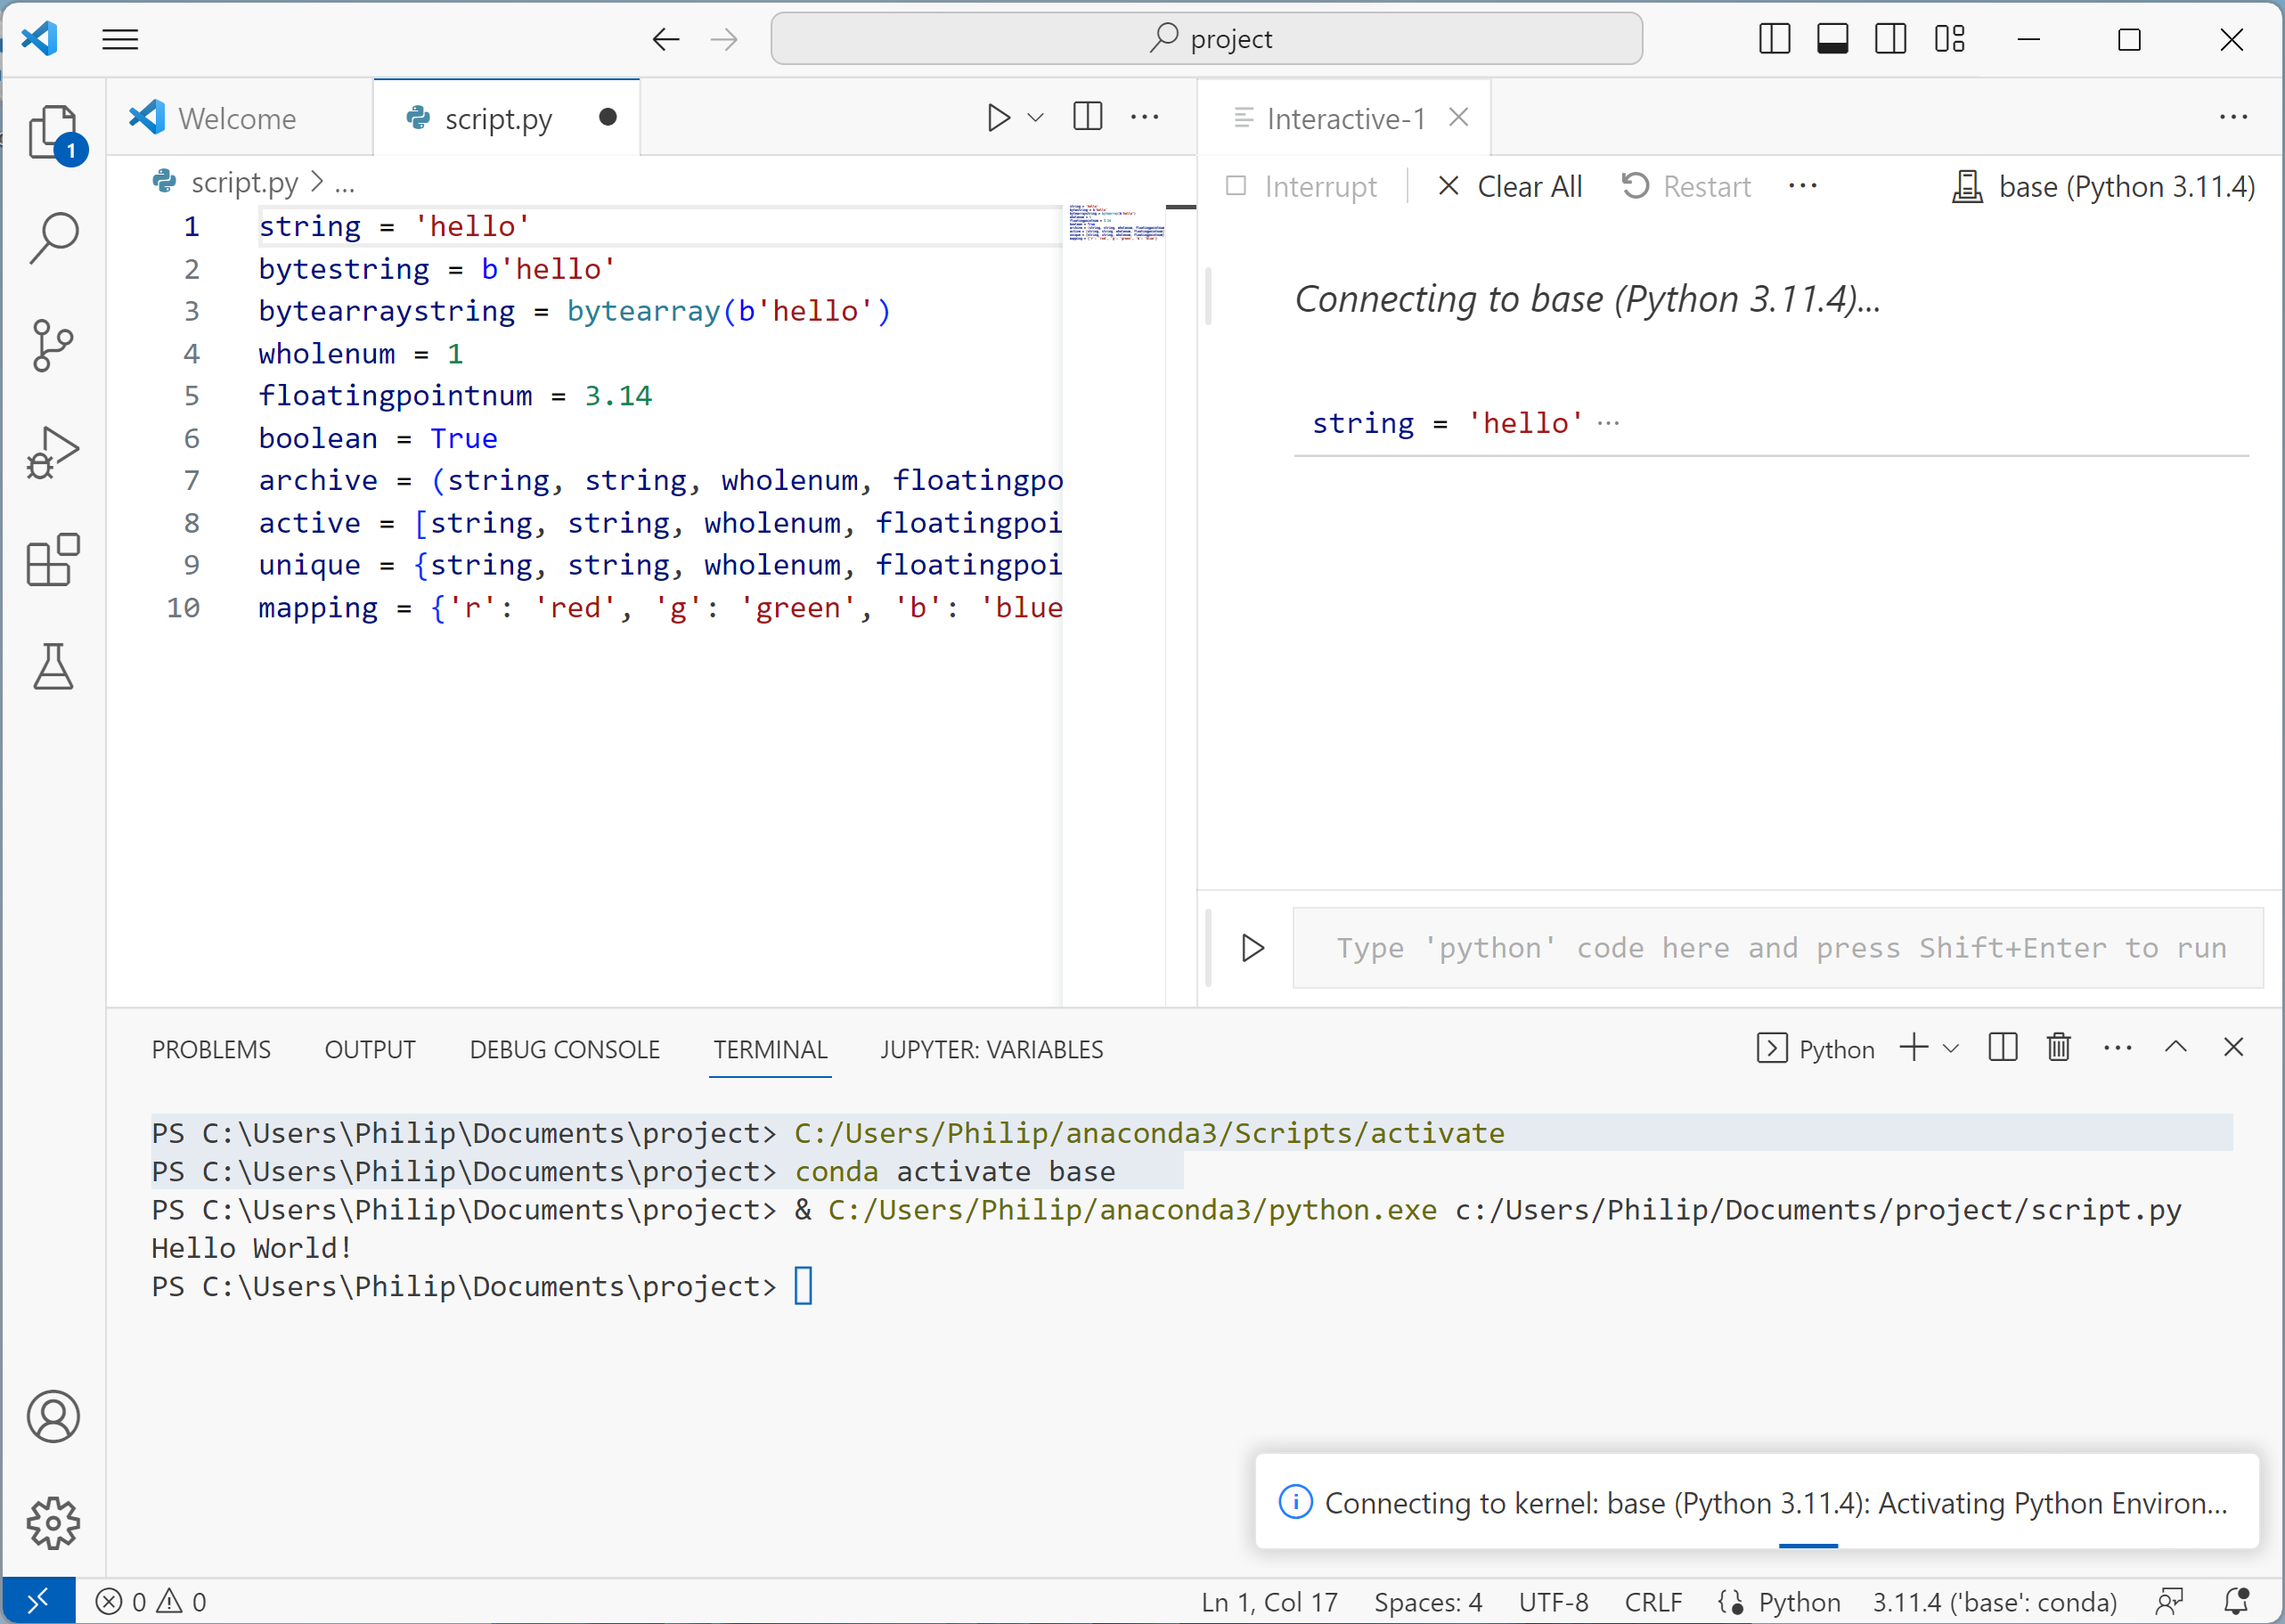 project
Welcome
script.py
Interactive-1
script.py > ...
Interrupt
Clear All
Restart
base (Python 3.11.4)
1
1 string = 'hello'
2 bytestring = b'hello'
3 bytearraystring = bytearray(b'hello')
4 wholenum = 1
5 floatingpointnum = 3.14
6 boolean = True
7 archive = (string, string, wholenum, floatingpo
8 active = [string, string, wholenum, floatingpoi
9 unique = {string, string, wholenum, floatingpoi
10 mapping = {'r': 'red', 'g': 'green', 'b': 'blue
Connecting to base (Python 3.11.4)...
string = 'hello' ...
Type 'python' code here and press Shift+Enter to run
PROBLEMS
OUTPUT
DEBUG CONSOLE
TERMINAL
JUPYTER: VARIABLES
Python
PS C:\Users\Philip\Documents\project> C:/Users/Philip/anaconda3/Scripts/activate
PS C:\Users\Philip\Documents\project> conda activate base
PS C:\Users\Philip\Documents\project> & C:/Users/Philip/anaconda3/python.exe c:/Users/Philip/Documents/project/script.py
Hello World!
PS C:\Users\Philip\Documents\project>
Connecting to kernel: base (Python 3.11.4): Activating Python Environ...
0 0
Ln 1, Col 17
Spaces: 4
UTF-8
CRLF
Python
3.11.4 ('base': conda)